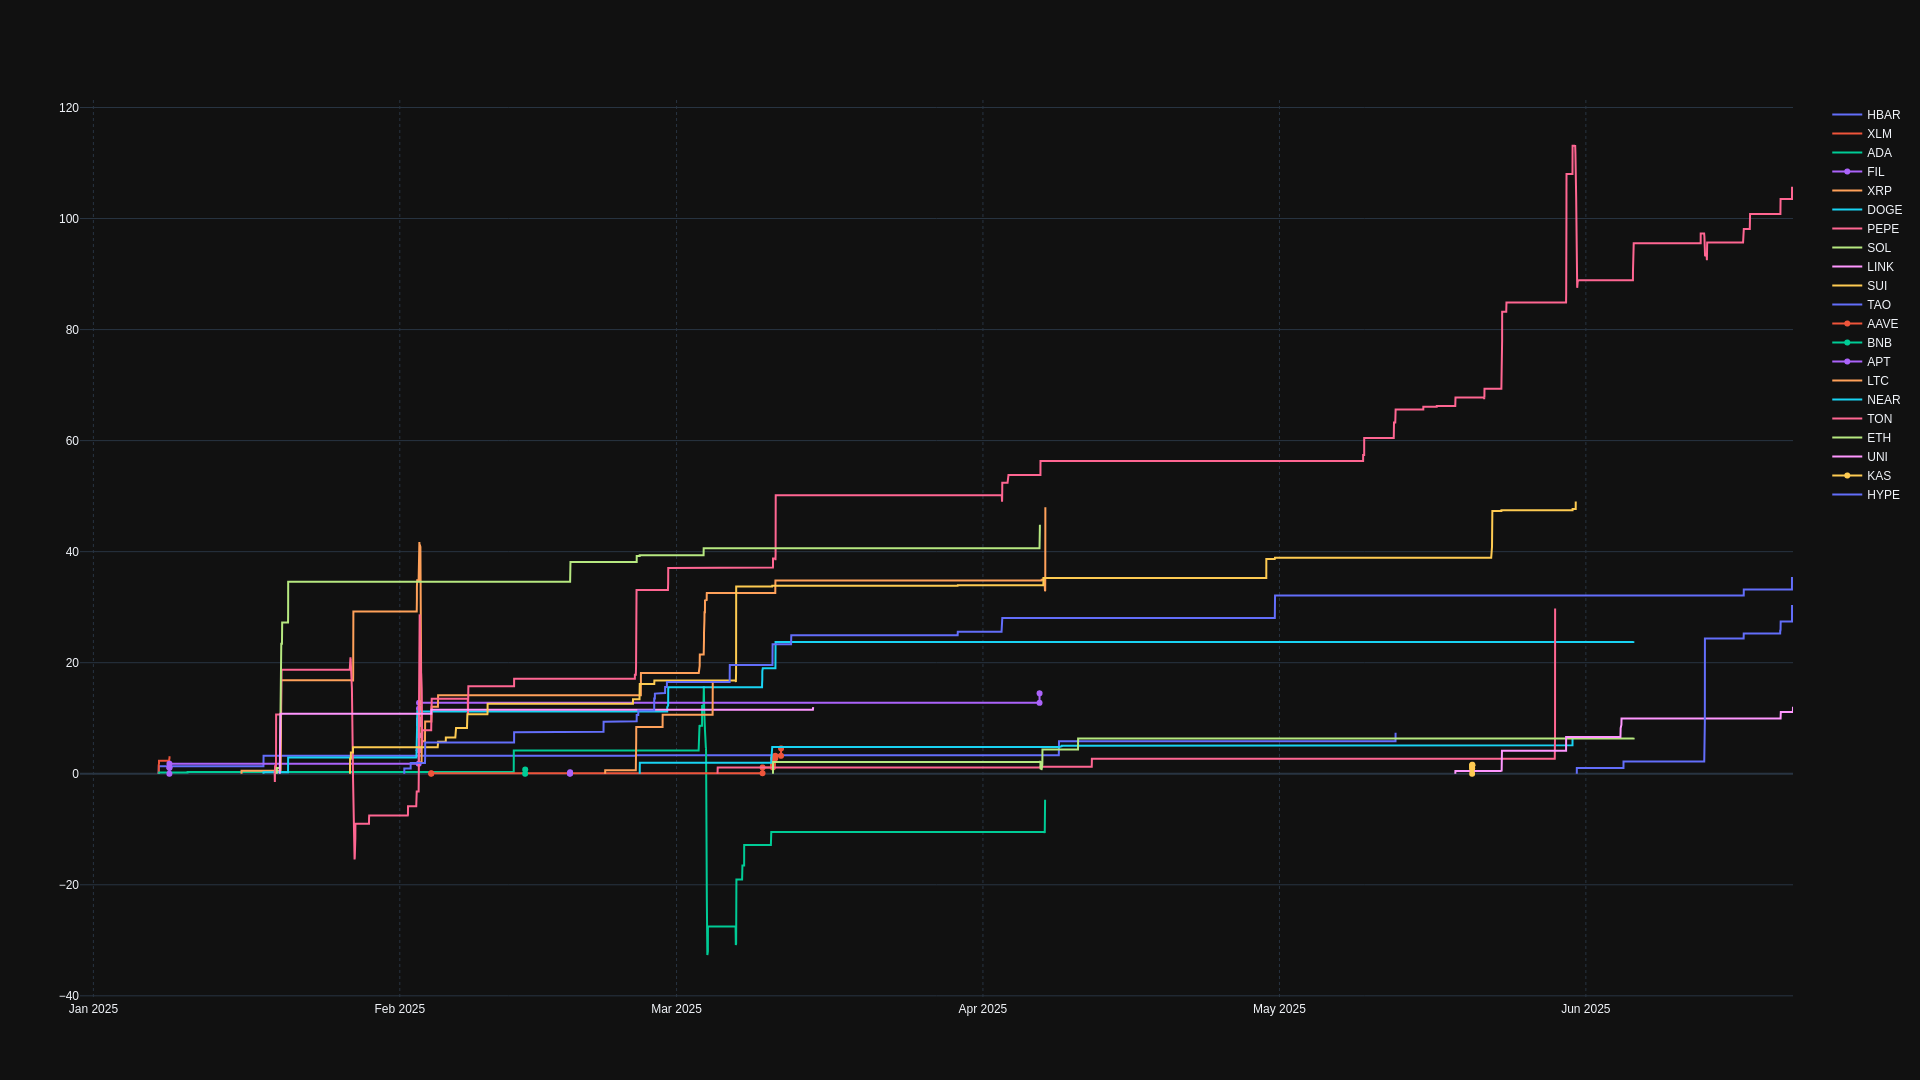 120
100
80
60
40
20
0
−20
−40
Jan 2025
Feb 2025
Mar 2025
Apr 2025
May 2025
Jun 2025
HBAR
XLM
ADA
FIL
XRP
DOGE
PEPE
SOL
LINK
SUI
TAO
AAVE
BNB
APT
LTC
NEAR
TON
ETH
UNI
KAS
HYPE